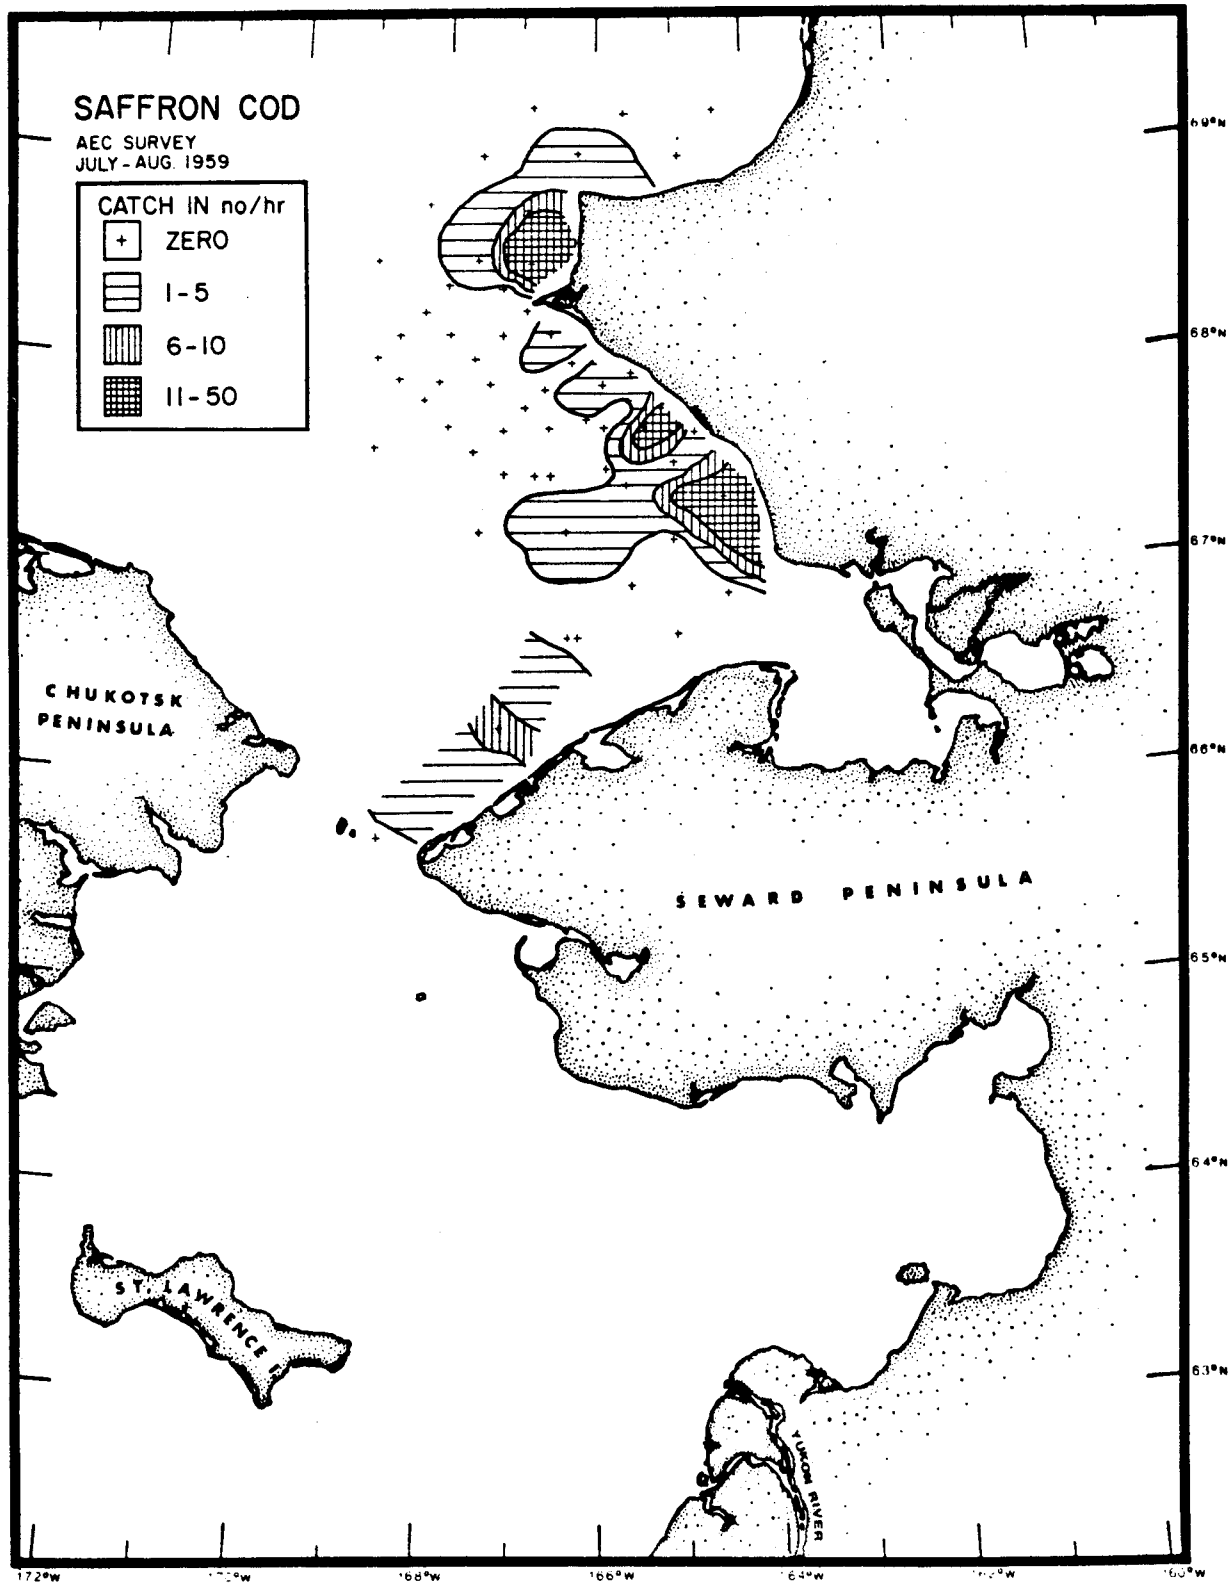 SAFFRON COD
AEC SURVEY
JULY-AUG. 1959
CATCH IN no/hr
+ ZERO
1-5
6-10
11-50
69°N
68°N
67°N
CHUKOTSK
PENINSULA
66°N
SEWARD PENINSULA
65°N
64°N
ST. LAWRENCE I
63°N
YUKON RIVER
172°W
168°W
166°W
164°W
160°W